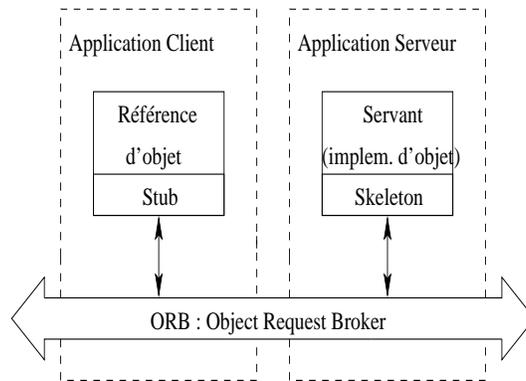 Application Client
Application Serveur
Référence
d'objet
Stub
Servant
(implem. d'objet)
Skeleton
ORB : Object Request Broker